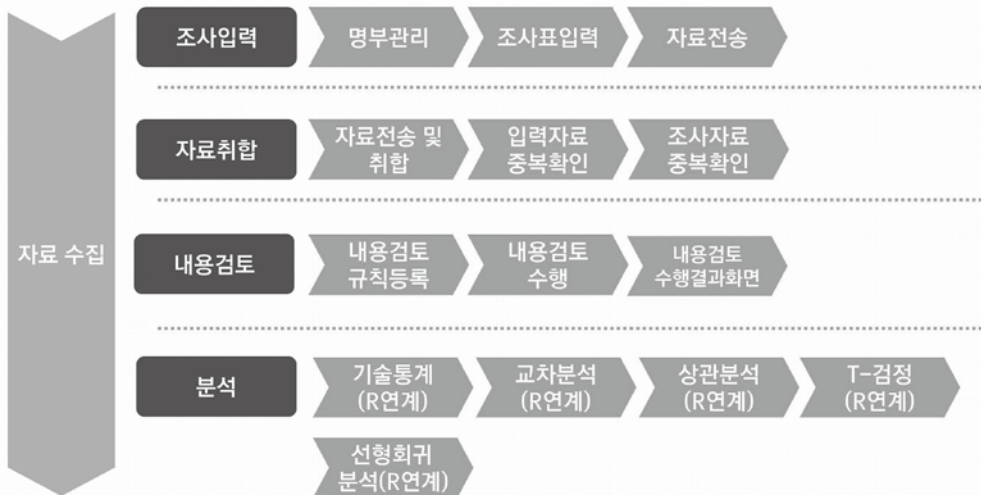 조사입력
명부관리
조사표입력
자료전송
자료취합
자료전송 및
취합
입력자료
중복확인
조사자료
중복확인
자료 수집
내용검토
내용검토
규칙등록
내용검토
수행
내용검토
수행결과화면
분석
기술통계
(R연계)
교차분석
(R연계)
상관분석
(R연계)
T-검정
(R연계)
선형회귀
분석(R연계)